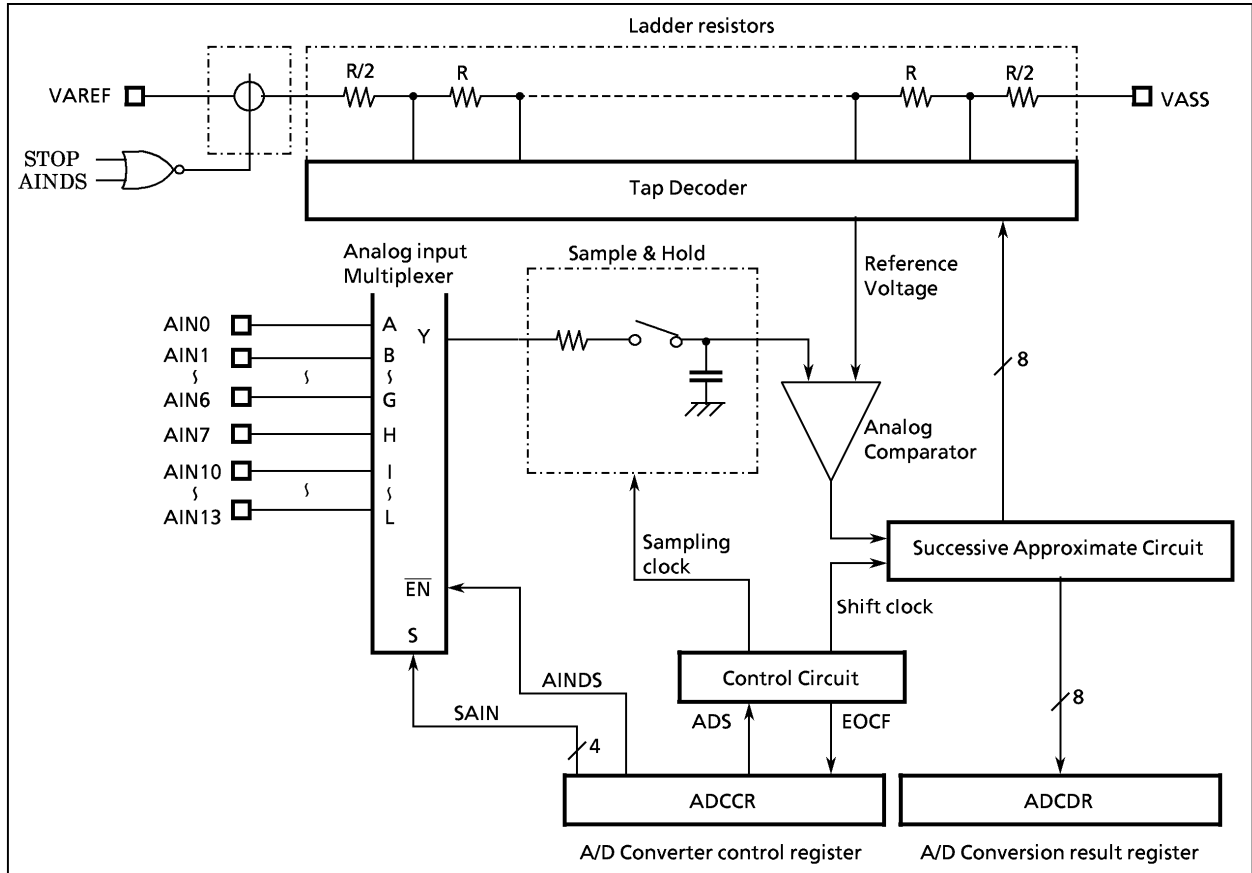 Ladder resistors
R/2
R
R
R/2
VAREF
VASS
STOP
AINDS
Tap Decoder
Analog input
Multiplexer
Sample & Hold
Reference
Voltage
AIN0
A
Y
AIN1
B
8
AIN6
G
AIN7
H
Analog
Comparator
AIN10
I
AIN13
L
Sampling
clock
Successive Approximate Circuit
EN
Shift clock
S
Control Circuit
AINDS
SAIN
ADS
EOCF
8
4
ADCCR
ADCDR
A/D Converter control register
A/D Conversion result register